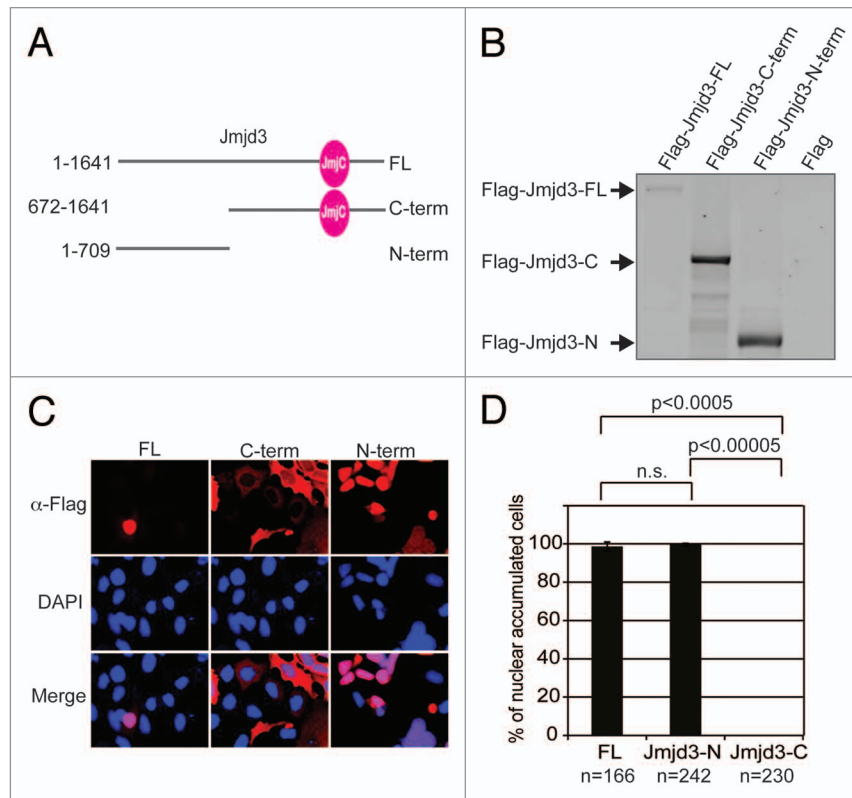 A
Jmjd3
1-1641
JmjC
FL
672-1641
JmjC
C-term
1-709
N-term
B
Flag-Jmjd3-FL
Flag-Jmjd3-C-term
Flag-Jmjd3-N-term
Flag
Flag-Jmjd3-FL
Flag-Jmjd3-C
Flag-Jmjd3-N
C
FL C-term N-term
α-Flag
DAPI
Merge
D
p<0.0005
p<0.00005
n.s.
% of nuclear accumulated cells
100
80
60
40
20
0
FL Jmjd3-N Jmjd3-C
n=166 n=242 n=230